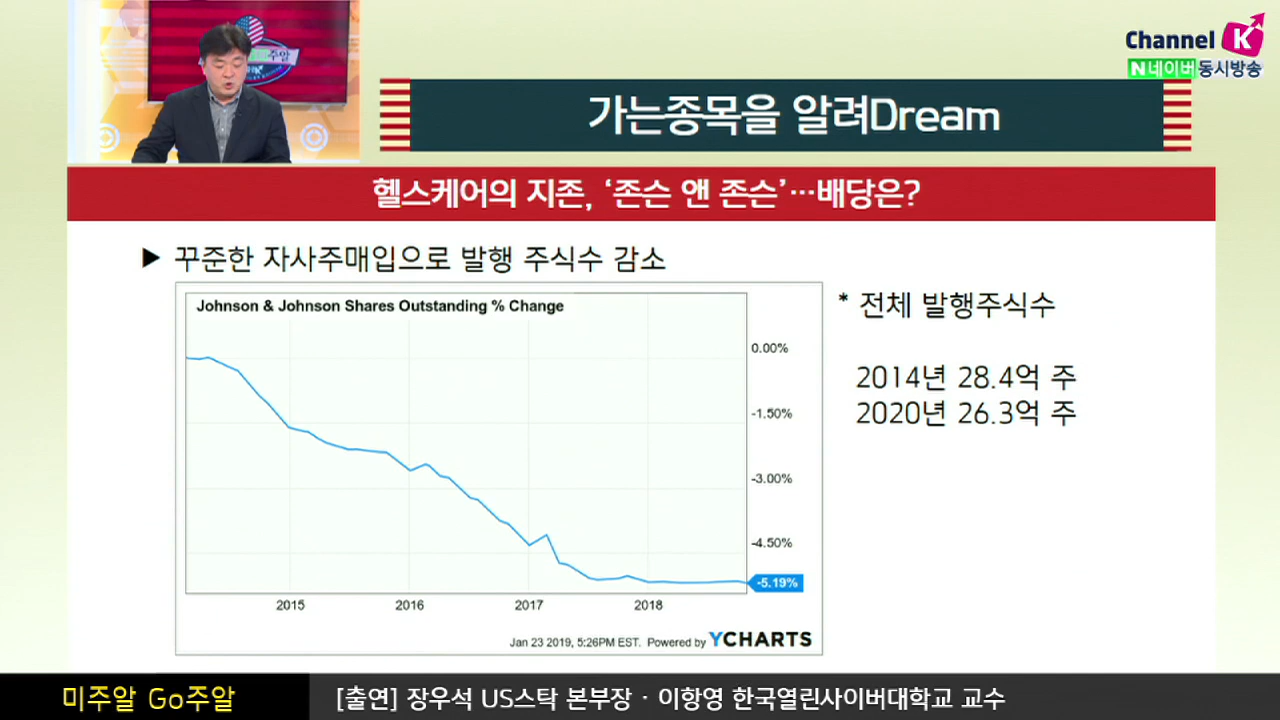 Channel K
N네이버 동시방송
주알
가는종목을 알려Dream
헬스케어의 지존, ‘존슨 앤 존슨’…배당은?
▶ 꾸준한 자사주매입으로 발행 주식수 감소
Johnson & Johnson Shares Outstanding % Change
0.00%
-1.50%
-3.00%
-4.50%
-5.19%
2015 2016 2017 2018
Jan 23 2019, 5:26PM EST. Powered by YCHARTS
* 전체 발행주식수
2014년 28.4억 주
2020년 26.3억 주
미주알 Go주알
[출연] 장우석 US스탁 본부장 · 이항영 한국열린사이버대학교 교수